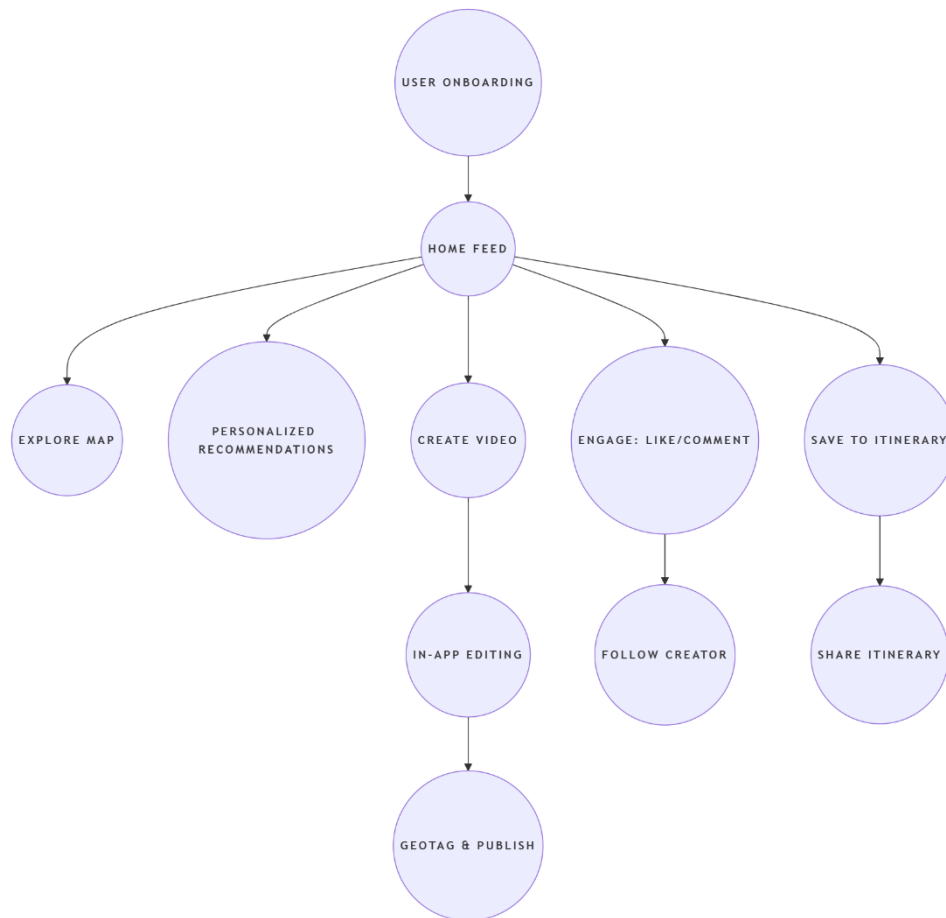 USER ONBOARDING
HOME FEED
EXPLORE MAP
PERSONALIZED
RECOMMENDATIONS
CREATE VIDEO
ENGAGE: LIKE/COMMENT
SAVE TO ITINERARY
IN-APP EDITING
FOLLOW CREATOR
SHARE ITINERARY
GEOTAG & PUBLISH